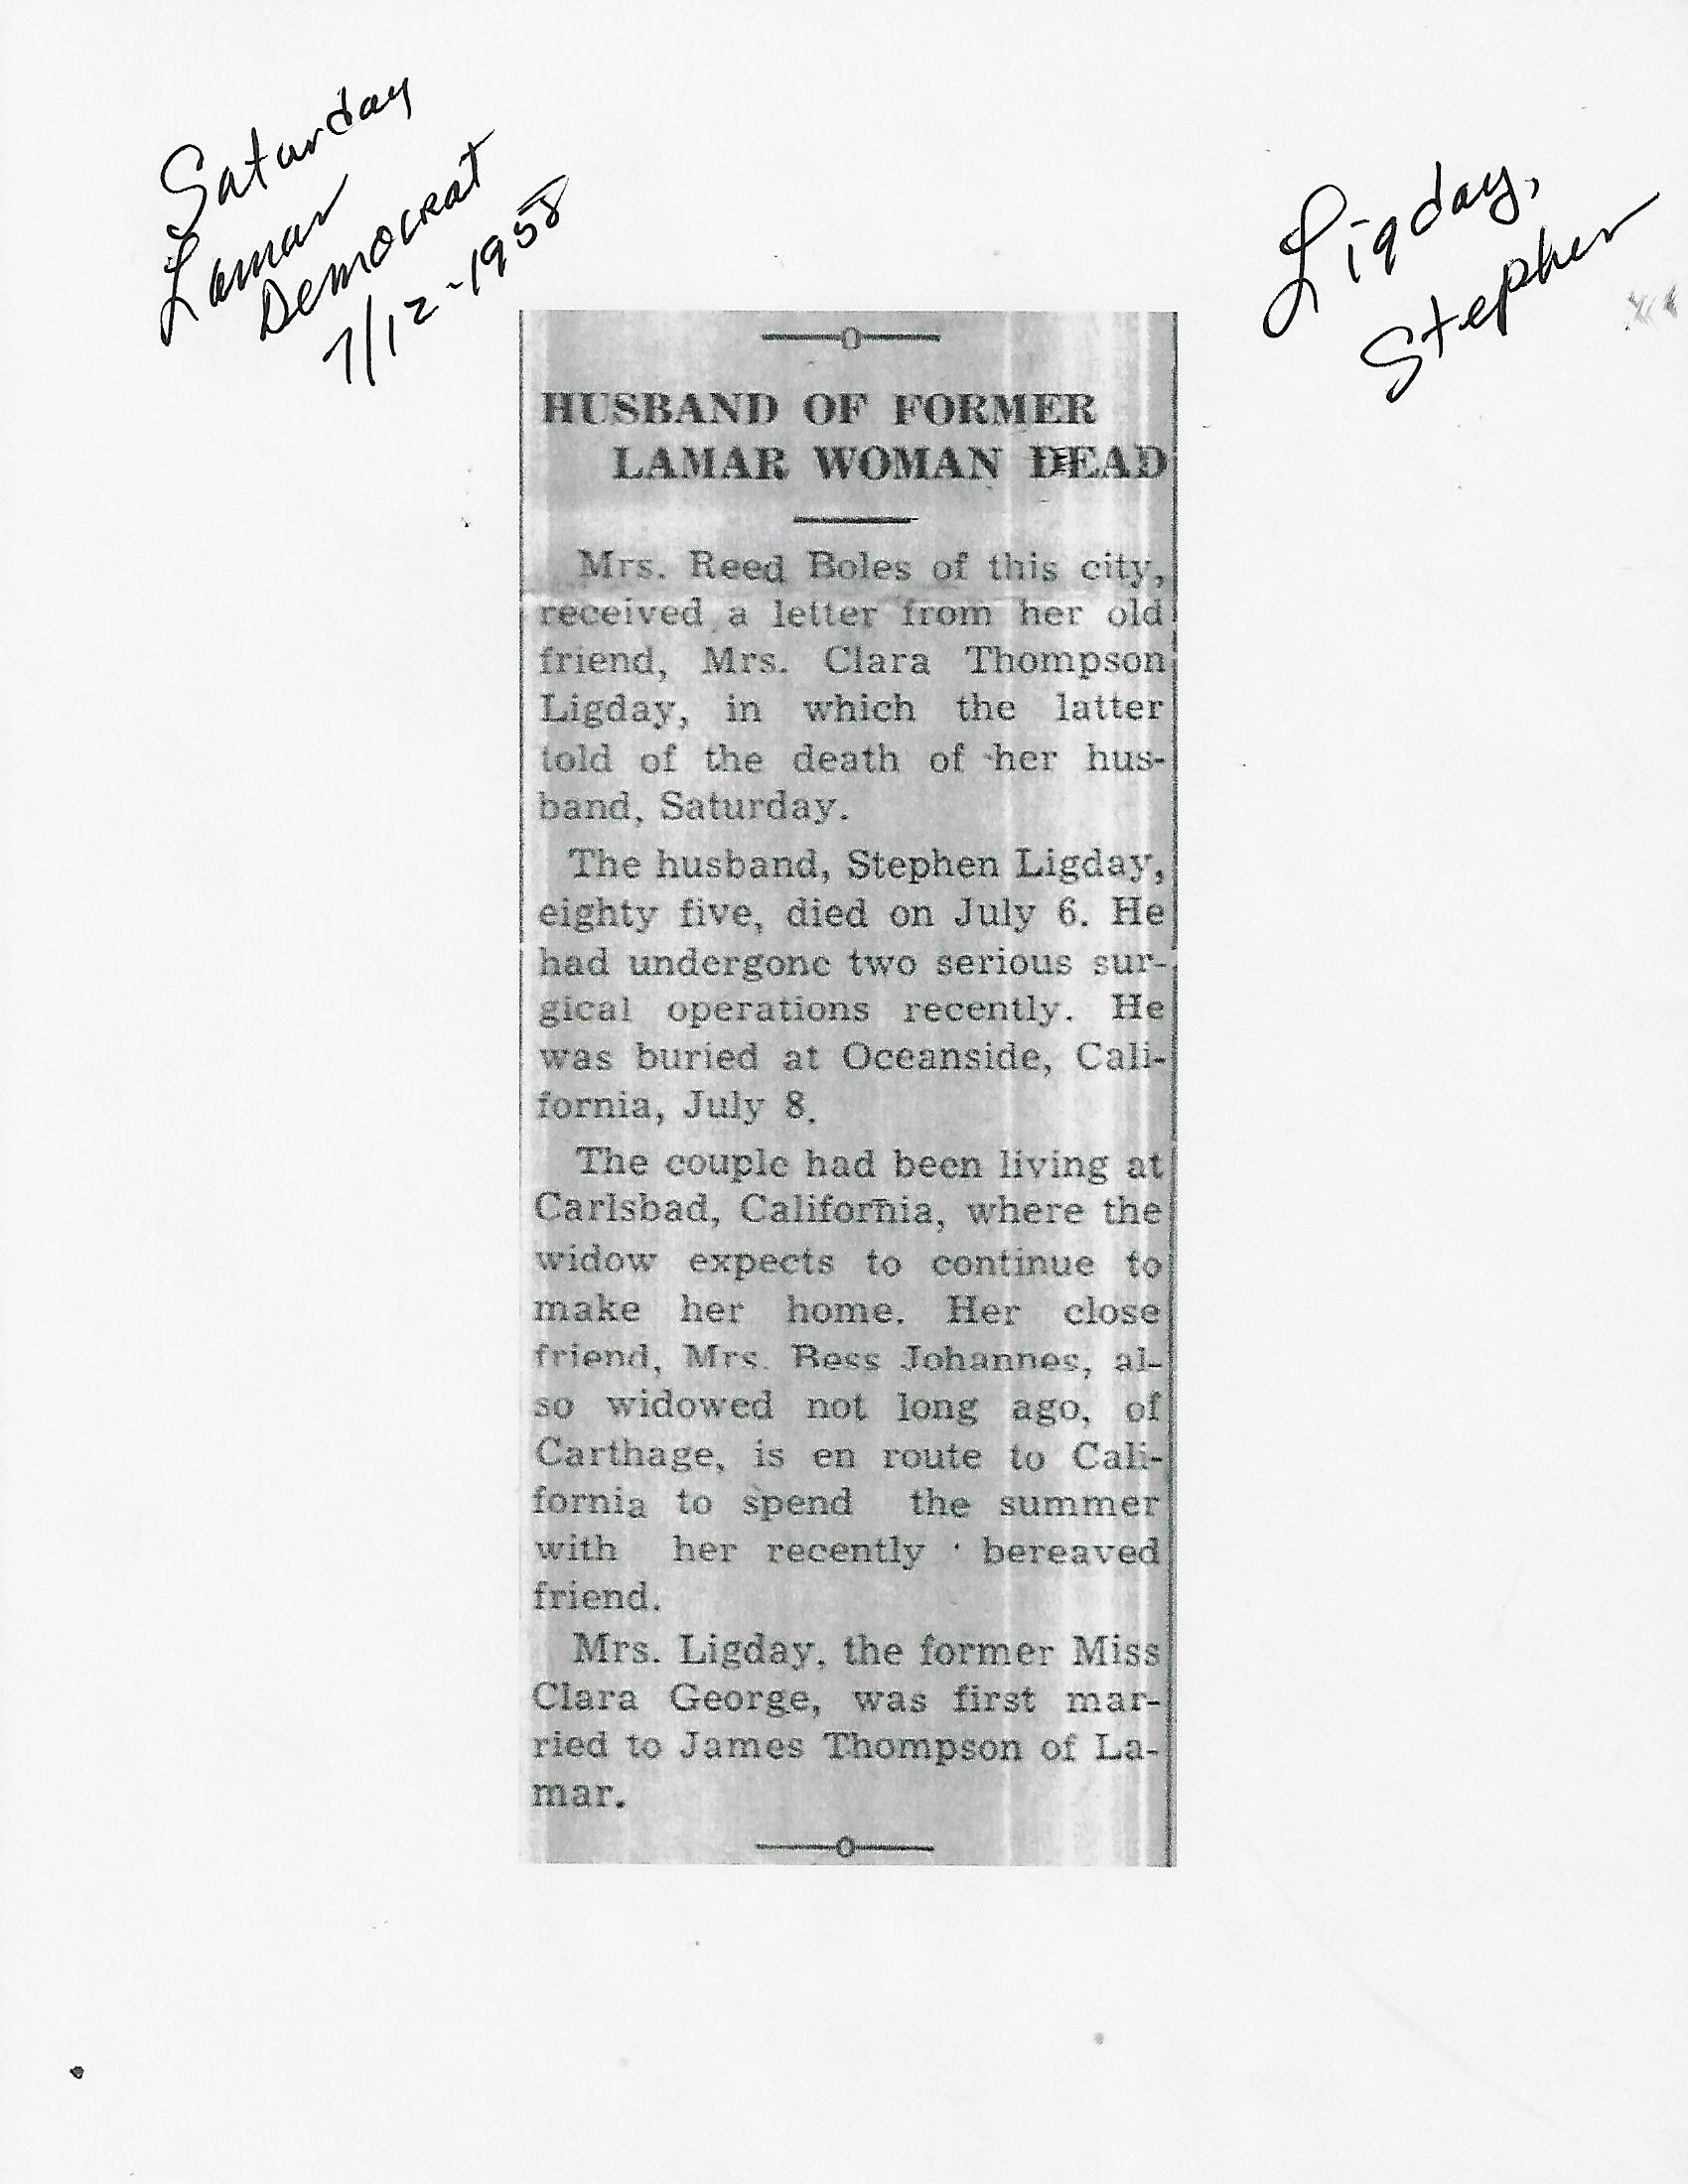 Saturday
Lamar
Democrat
7/12-1958
Ligday,
Stephen
HUSBAND OF FORMER
LAMAR WOMAN DEAD
Mrs. Reed Boles of this city,
received a letter from her old
friend, Mrs. Clara Thompson
Ligday, in which the latter
told of the death of her hus-
band, Saturday.
The husband, Stephen Ligday,
eighty five, died on July 6. He
had undergone two serious sur-
gical operations recently. He
was buried at Oceanside, Cali-
fornia, July 8.
The couple had been living at
Carlsbad, California, where the
widow expects to continue to
make her home. Her close
friend, Mrs. Bess Johannes, al-
so widowed not long ago, of
Carthage, is en route to Cali-
fornia to spend the summer
with her recently bereaved
friend.
Mrs. Ligday, the former Miss
Clara George, was first mar-
ried to James Thompson of La-
mar.